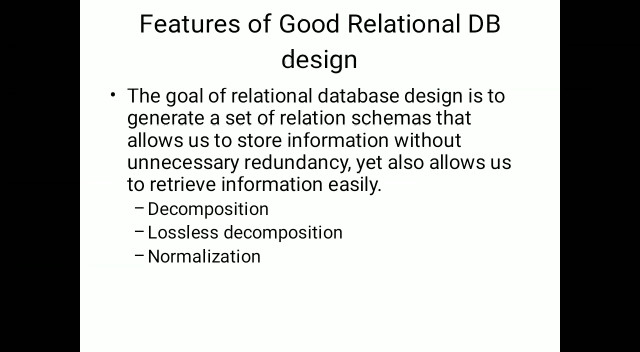 Features of Good Relational DB
design
• The goal of relational database design is to
generate a set of relation schemas that
allows us to store information without
unnecessary redundancy, yet also allows us
to retrieve information easily.
– Decomposition
– Lossless decomposition
– Normalization